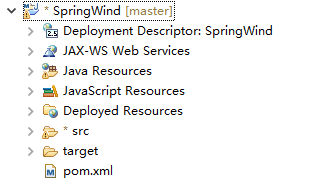 * SpringWind [master]
Deployment Descriptor: SpringWind
JAX-WS Web Services
Java Resources
JavaScript Resources
Deployed Resources
* src
target
pom.xml